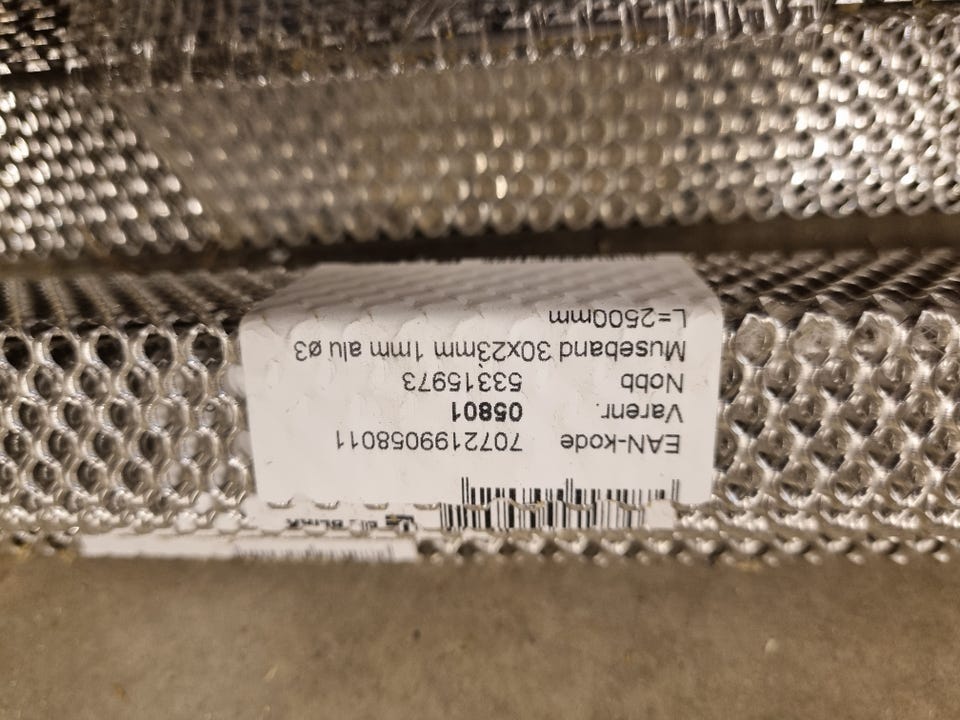 EAN-kode 7072199058011
Varenr. 05801
Nobb 53315973
Museband 30x23mm 1mm alu ø3
L=2500mm